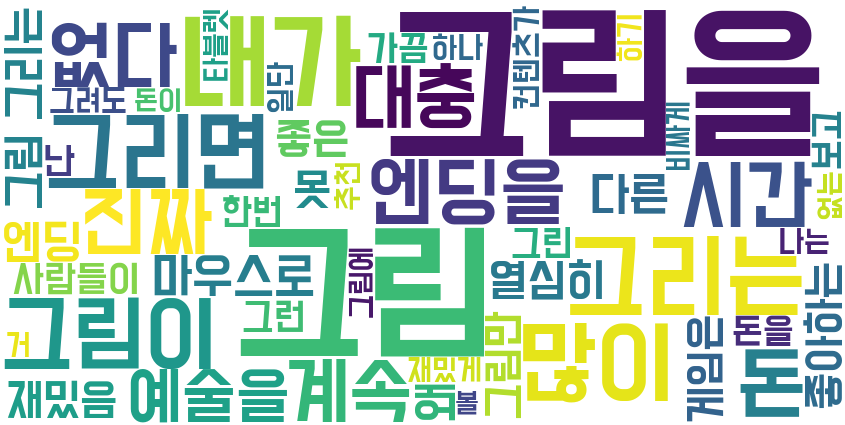 그림을
내가
없다
그리는
타블렛
가끔
하나
컨텐츠가
하기
대충
일단
그려도
돈이
그리면
좋은
비싸게
보고
그림
난
못
추천
엔딩을
다른
시간
없는
진짜
한번
엔딩
그림
그린
그리는
나는
사람들이
마우스로
그림에
열심히
그림이
그런
많이
게임은
돈을
좋아하는
거
재밌음
예술을
계속
재밌게
볼
그림만
돈